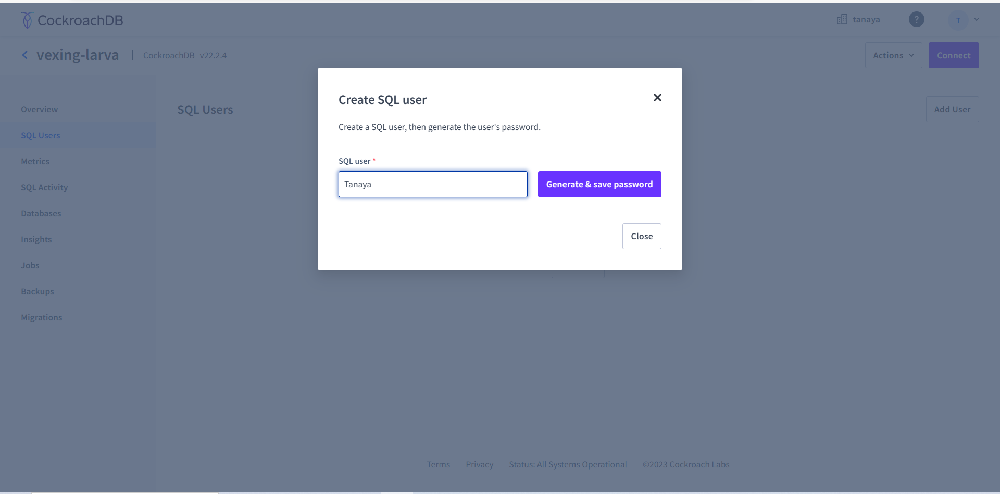 CockroachDB
tanaya
?
T
vexing-larva
CockroachDB v22.2.4
Actions
Connect
Overview
SQL Users
Metrics
SQL Activity
Databases
Insights
Jobs
Backups
Migrations
SQL Users
Add User
Create SQL user
Create a SQL user, then generate the user's password.
SQL user *
Tanaya
Generate & save password
Close
Terms Privacy Status: All Systems Operational ©2023 Cockroach Labs